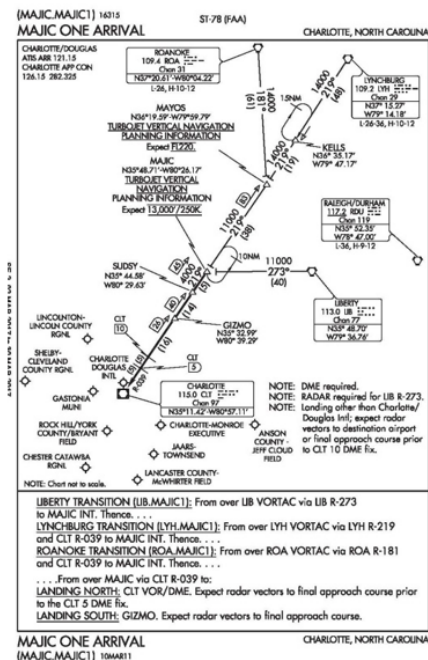 (MAJIC.MAJIC1) 16315
ST-78 (FAA)
MAJIC ONE ARRIVAL
CHARLOTTE, NORTH CAROLINA
CHARLOTTE/DOUGLAS
ATIS ARR 121.15
CHARLOTTE APP CON
126.15 282.325
ROANOKE
109.4 ROA
Chan 31
N37°20.61'-W80°04.22'
L-26, H-10-12
14000
181°
(61)
14000
219°
(48)
LYNCHBURG
109.2 LYH
Chan 29
N37° 15.27'
W79° 14.18'
L-26-36, H-10-12
15NM
MAYOS
N36°19.59'-W79°59.79'
TURBOJET VERTICAL NAVIGATION
PLANNING INFORMATION
Expect FL220.
KELLS
N36° 35.17'
W79° 47.17'
14000
219°
(19)
MAJIC
N35°48.71'-W80°26.17'
TURBOJET VERTICAL
NAVIGATION
PLANNING INFORMATION
Expect 13,000'/250K
11000
219°
(38)
RALEIGH/DURHAM
117.2 RDU
Chan 119
N35° 52.35'
W78° 47.00'
L-36, H-9-12
10NM
11000
273°
(40)
SUDSY
N35° 44.58'
W80° 29.63'
4000
219°
(5)
LIBERTY
113.0 LIB
Chan 77
N35° 48.70'
W79° 36.76'
(14)
GIZMO
N35° 32.99'
W80° 39.29'
(16)
LINCOLNTON-
LINCOLN COUNTY
RGNL
CLT
10
CLT
5
R-039
SHELBY-
CLEVELAND
COUNTY RGNL
CHARLOTTE
DOUGLAS
INTL
CHARLOTTE
115.0 CLT
Chan 97
N35°11.42'-W80°57.11'
GASTONIA
MUNI
NOTE: DME required.
NOTE: RADAR required for LIB R-273.
NOTE: Landing other than Charlotte/
Douglas Intl; expect radar
vectors to destination airport
or final approach course prior
to CLT 10 DME fix.
ROCK HILL/YORK
COUNTY/BRYANT
FIELD
CHARLOTTE-MONROE
EXECUTIVE
ANSON
COUNTY -
JEFF CLOUD
FIELD
CHESTER CATAWBA
RGNL
JAARS-
TOWNSEND
LANCASTER COUNTY-
McWHIRTER FIELD
NOTE: Chart not to scale.
LIBERTY TRANSITION (LIB.MAJIC1): From over LIB VORTAC via LIB R-273
to MAJIC INT. Thence. . . .
LYNCHBURG TRANSITION (LYH.MAJIC1): From over LYH VORTAC via LYH R-219
and CLT R-039 to MAJIC INT. Thence. . . .
ROANOKE TRANSITION (ROA.MAJIC1): From over ROA VORTAC via ROA R-181
and CLT R-039 to MAJIC INT. Thence. . . .
. . . .From over MAJIC via CLT R-039 to:
LANDING NORTH: CLT VOR/DME. Expect radar vectors to final approach course prior
to the CLT 5 DME fix.
LANDING SOUTH: GIZMO. Expect radar vectors to final approach course.
MAJIC ONE ARRIVAL
CHARLOTTE, NORTH CAROLINA
(MAJIC.MAJIC1) 10MAR11